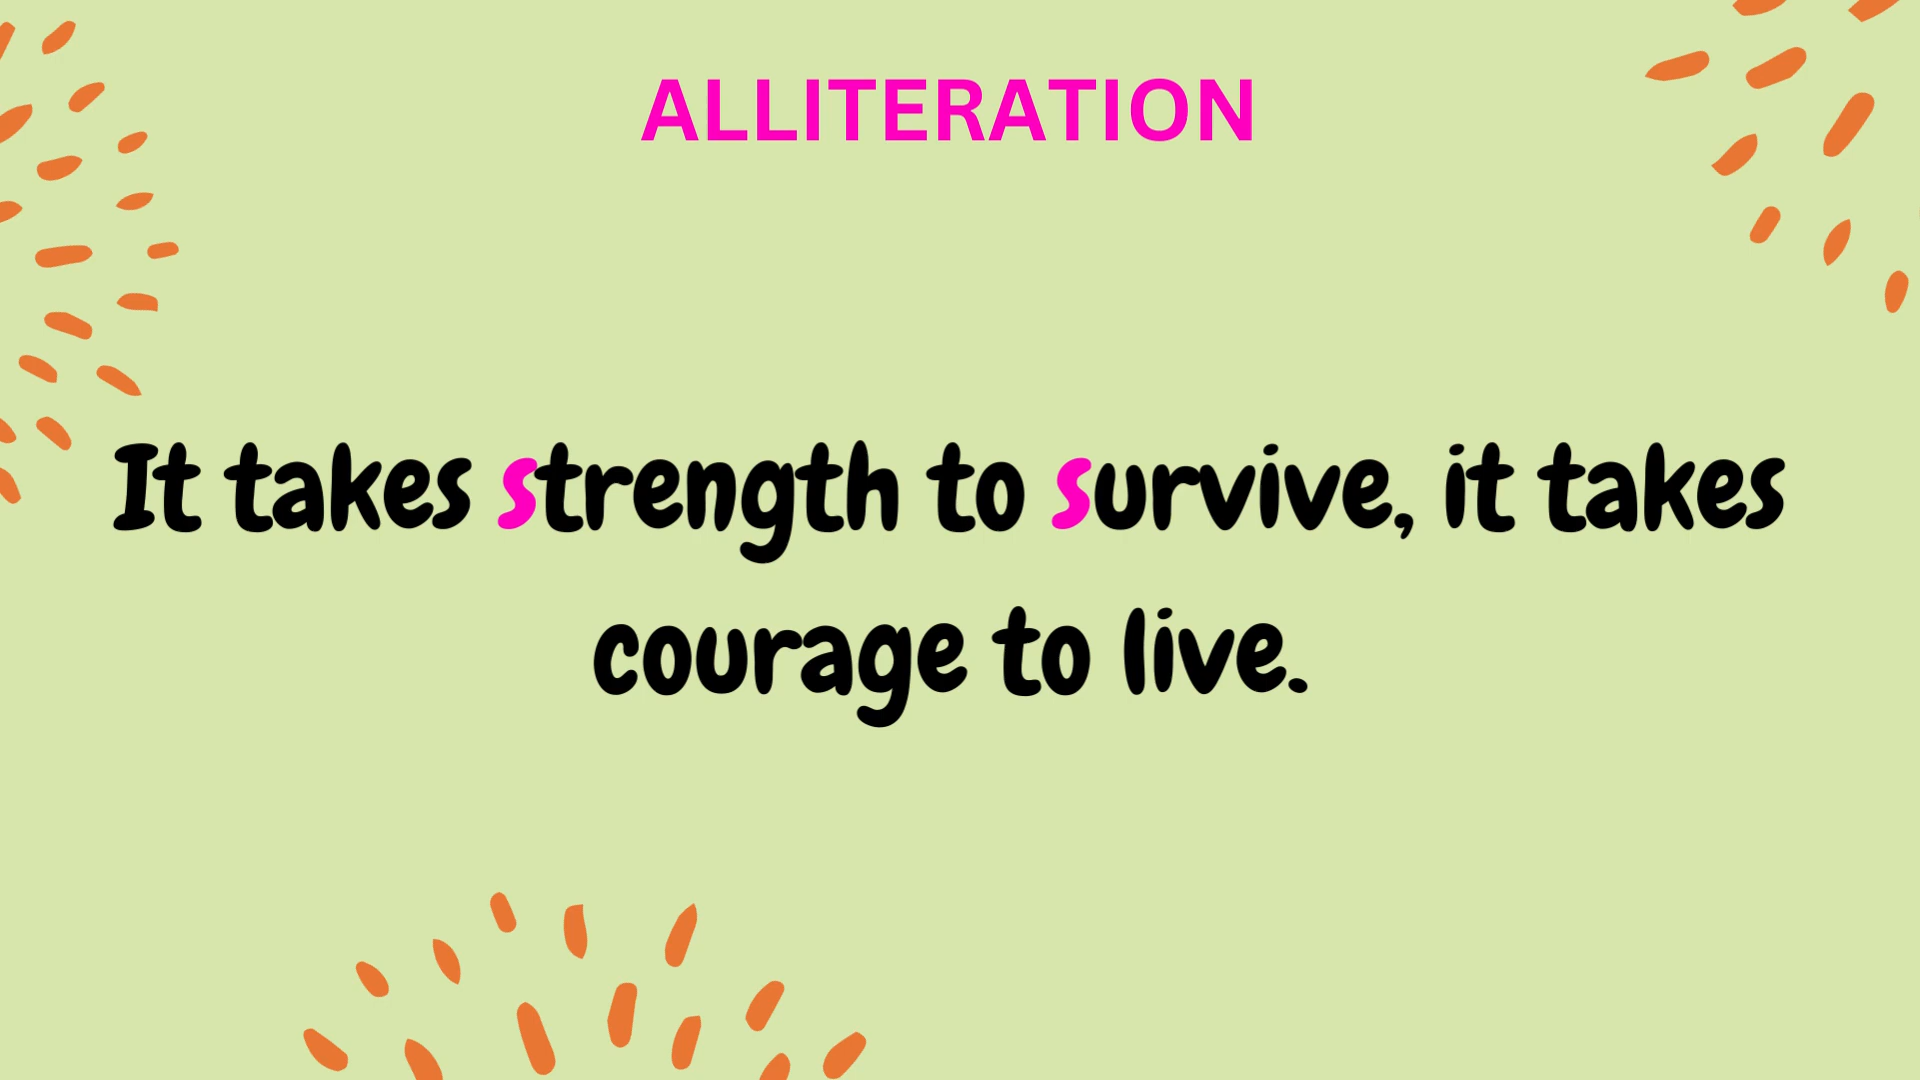 ALLITERATION
It takes strength to survive, it takes
courage to live.